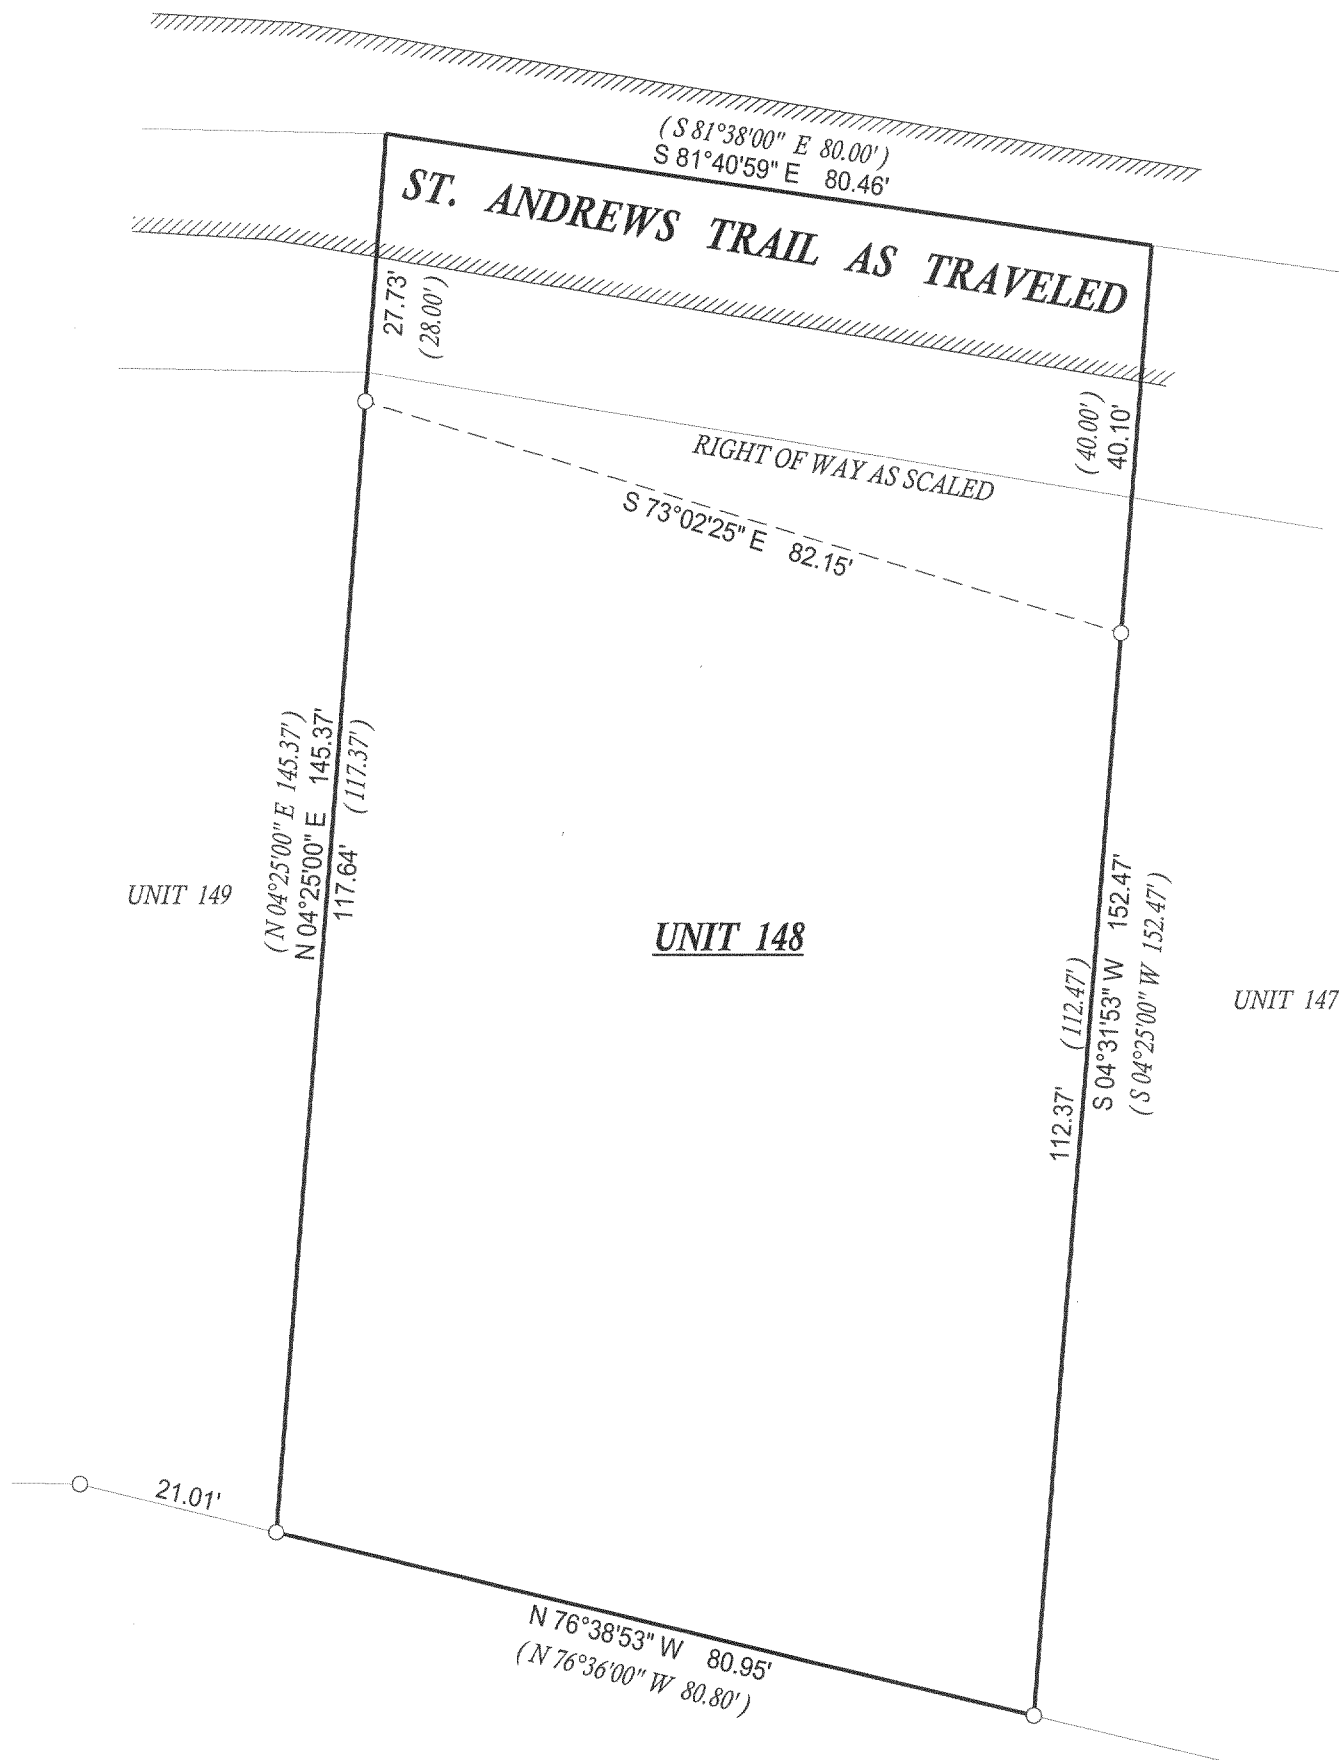 ( S 81°38'00" E 80.00' )
S 81°40'59" E 80.46'
ST. ANDREWS TRAIL AS TRAVELED
27.73'
( 28.00' )
( 40.00' )
40.10'
RIGHT OF WAY AS SCALED
S 73°02'25" E 82.15'
( N 04°25'00" E 145.37' )
N 04°25'00" E 145.37'
117.64' ( 117.37' )
UNIT 149
UNIT 148
112.37' ( 112.47' )
S 04°31'53" W 152.47'
( S 04°25'00" W 152.47' )
UNIT 147
21.01'
N 76°38'53" W 80.95'
( N 76°36'00" W 80.80' )